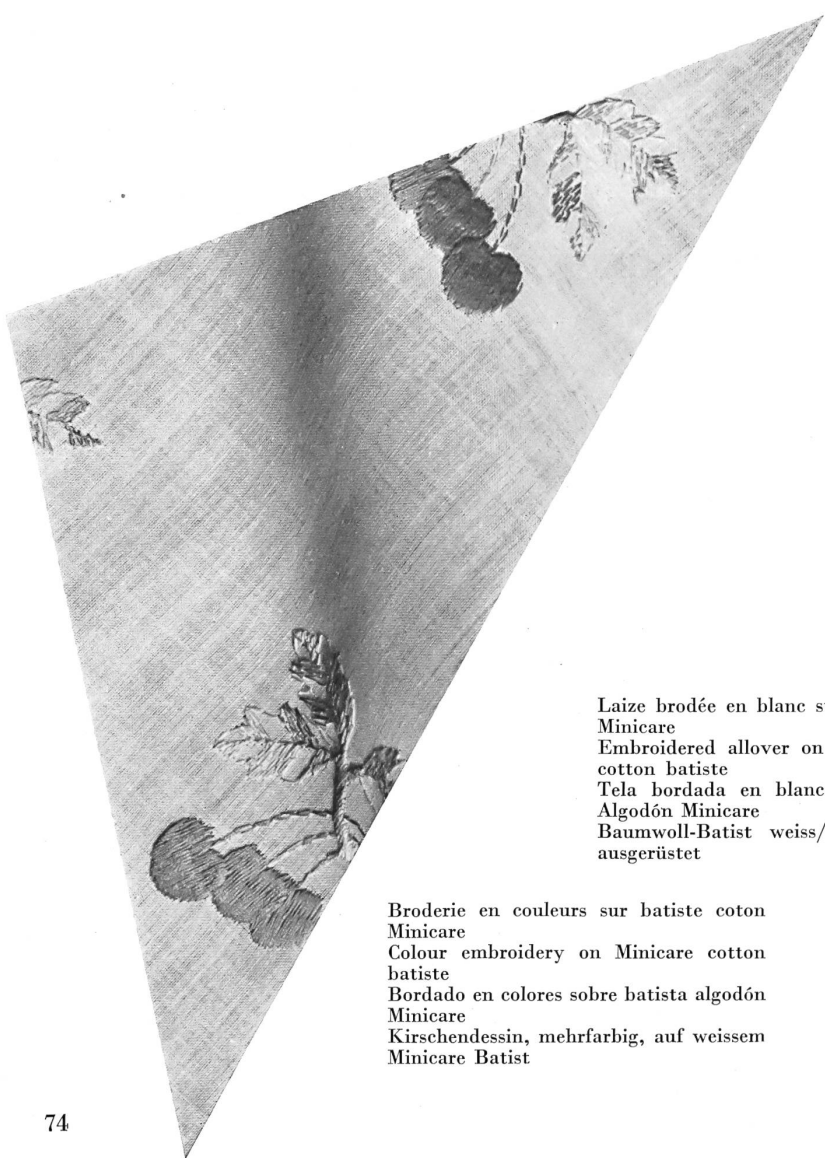 Laize brodée en blanc
Minicare
Embroidered allover on
cotton batiste
Tela bordada en blanc
Algodón Minicare
Baumwoll-Batist weiss/
ausgerüstet
Broderie en couleurs sur batiste coton
Minicare
Colour embroidery on Minicare cotton
batiste
Bordado en colores sobre batista algodón
Minicare
Kirschendessin, mehrfarbig, auf weissem
Minicare Batist
74